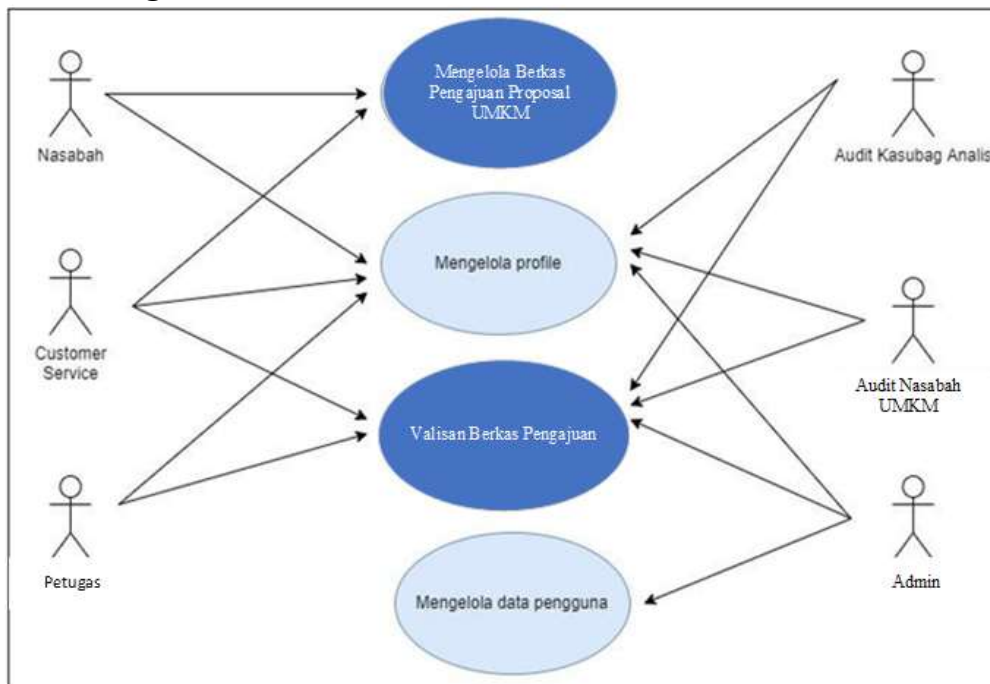 Mengelola Berkas
Pengajuan Proposal
UMKM
Nasabah
Audit Kasubag Analis
Mengelola profile
Customer
Service
Audit Nasabah
UMKM
Valisan Berkas Pengajuan
Petugas
Admin
Mengelola data pengguna